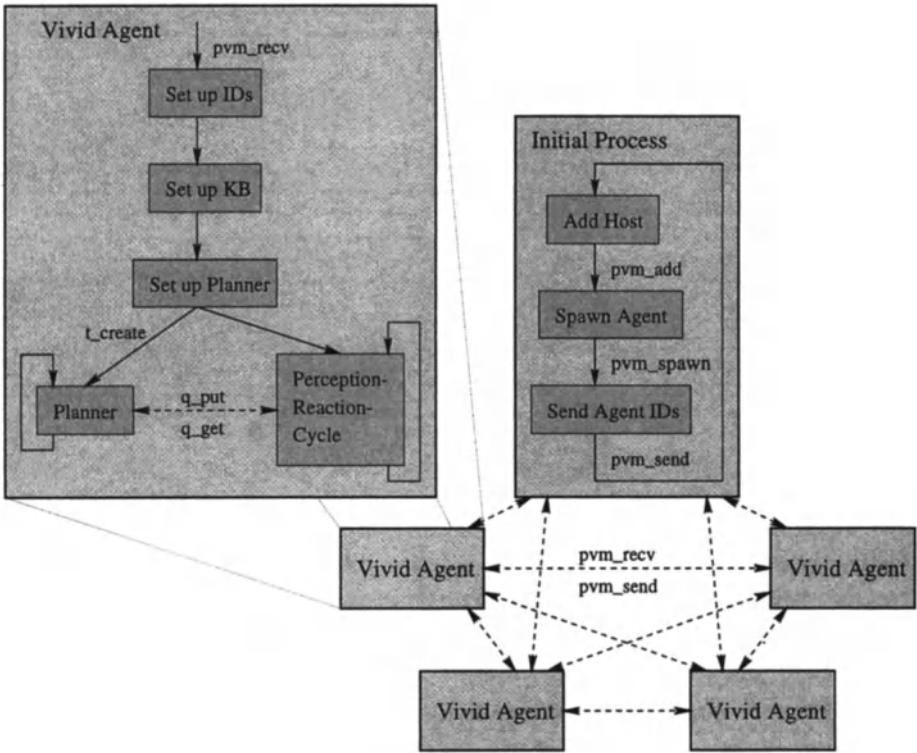 Vivid Agent
pvm_recv
Set up IDs
Set up KB
Set up Planner
t_create
Planner
q_put
q_get
Perception-
Reaction-
Cycle
Initial Process
Add Host
pvm_add
Spawn Agent
pvm_spawn
Send Agent IDs
pvm_send
Vivid Agent
pvm_recv
pvm_send
Vivid Agent
Vivid Agent
Vivid Agent